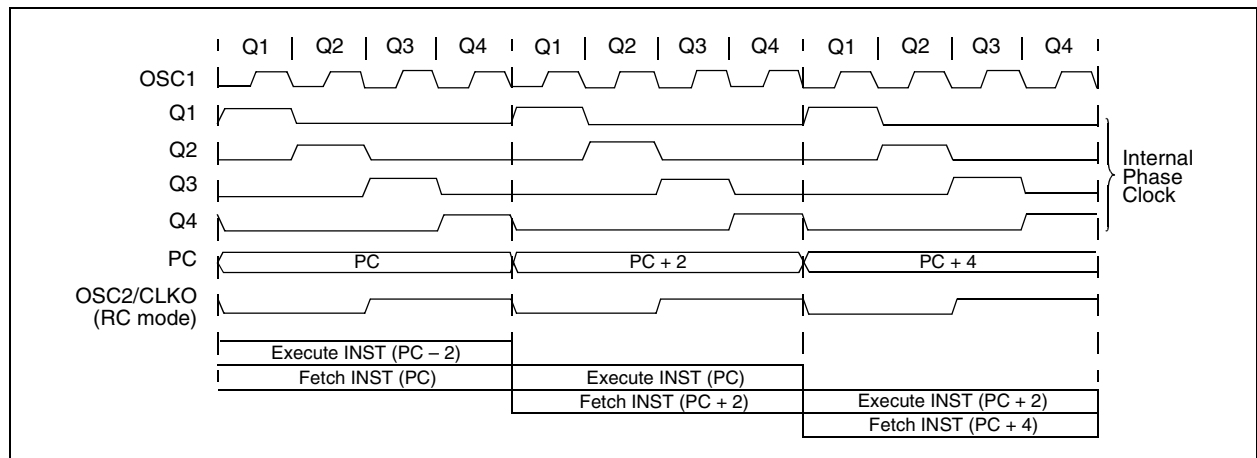 Q1 Q2 Q3 Q4 Q1 Q2 Q3 Q4 Q1 Q2 Q3 Q4
OSC1
Q1
Q2
Q3
Q4
Internal
Phase
Clock
PC PC PC + 2 PC + 4
OSC2/CLKO
(RC mode)
Execute INST (PC – 2)
Fetch INST (PC) Execute INST (PC)
Fetch INST (PC + 2) Execute INST (PC + 2)
Fetch INST (PC + 4)